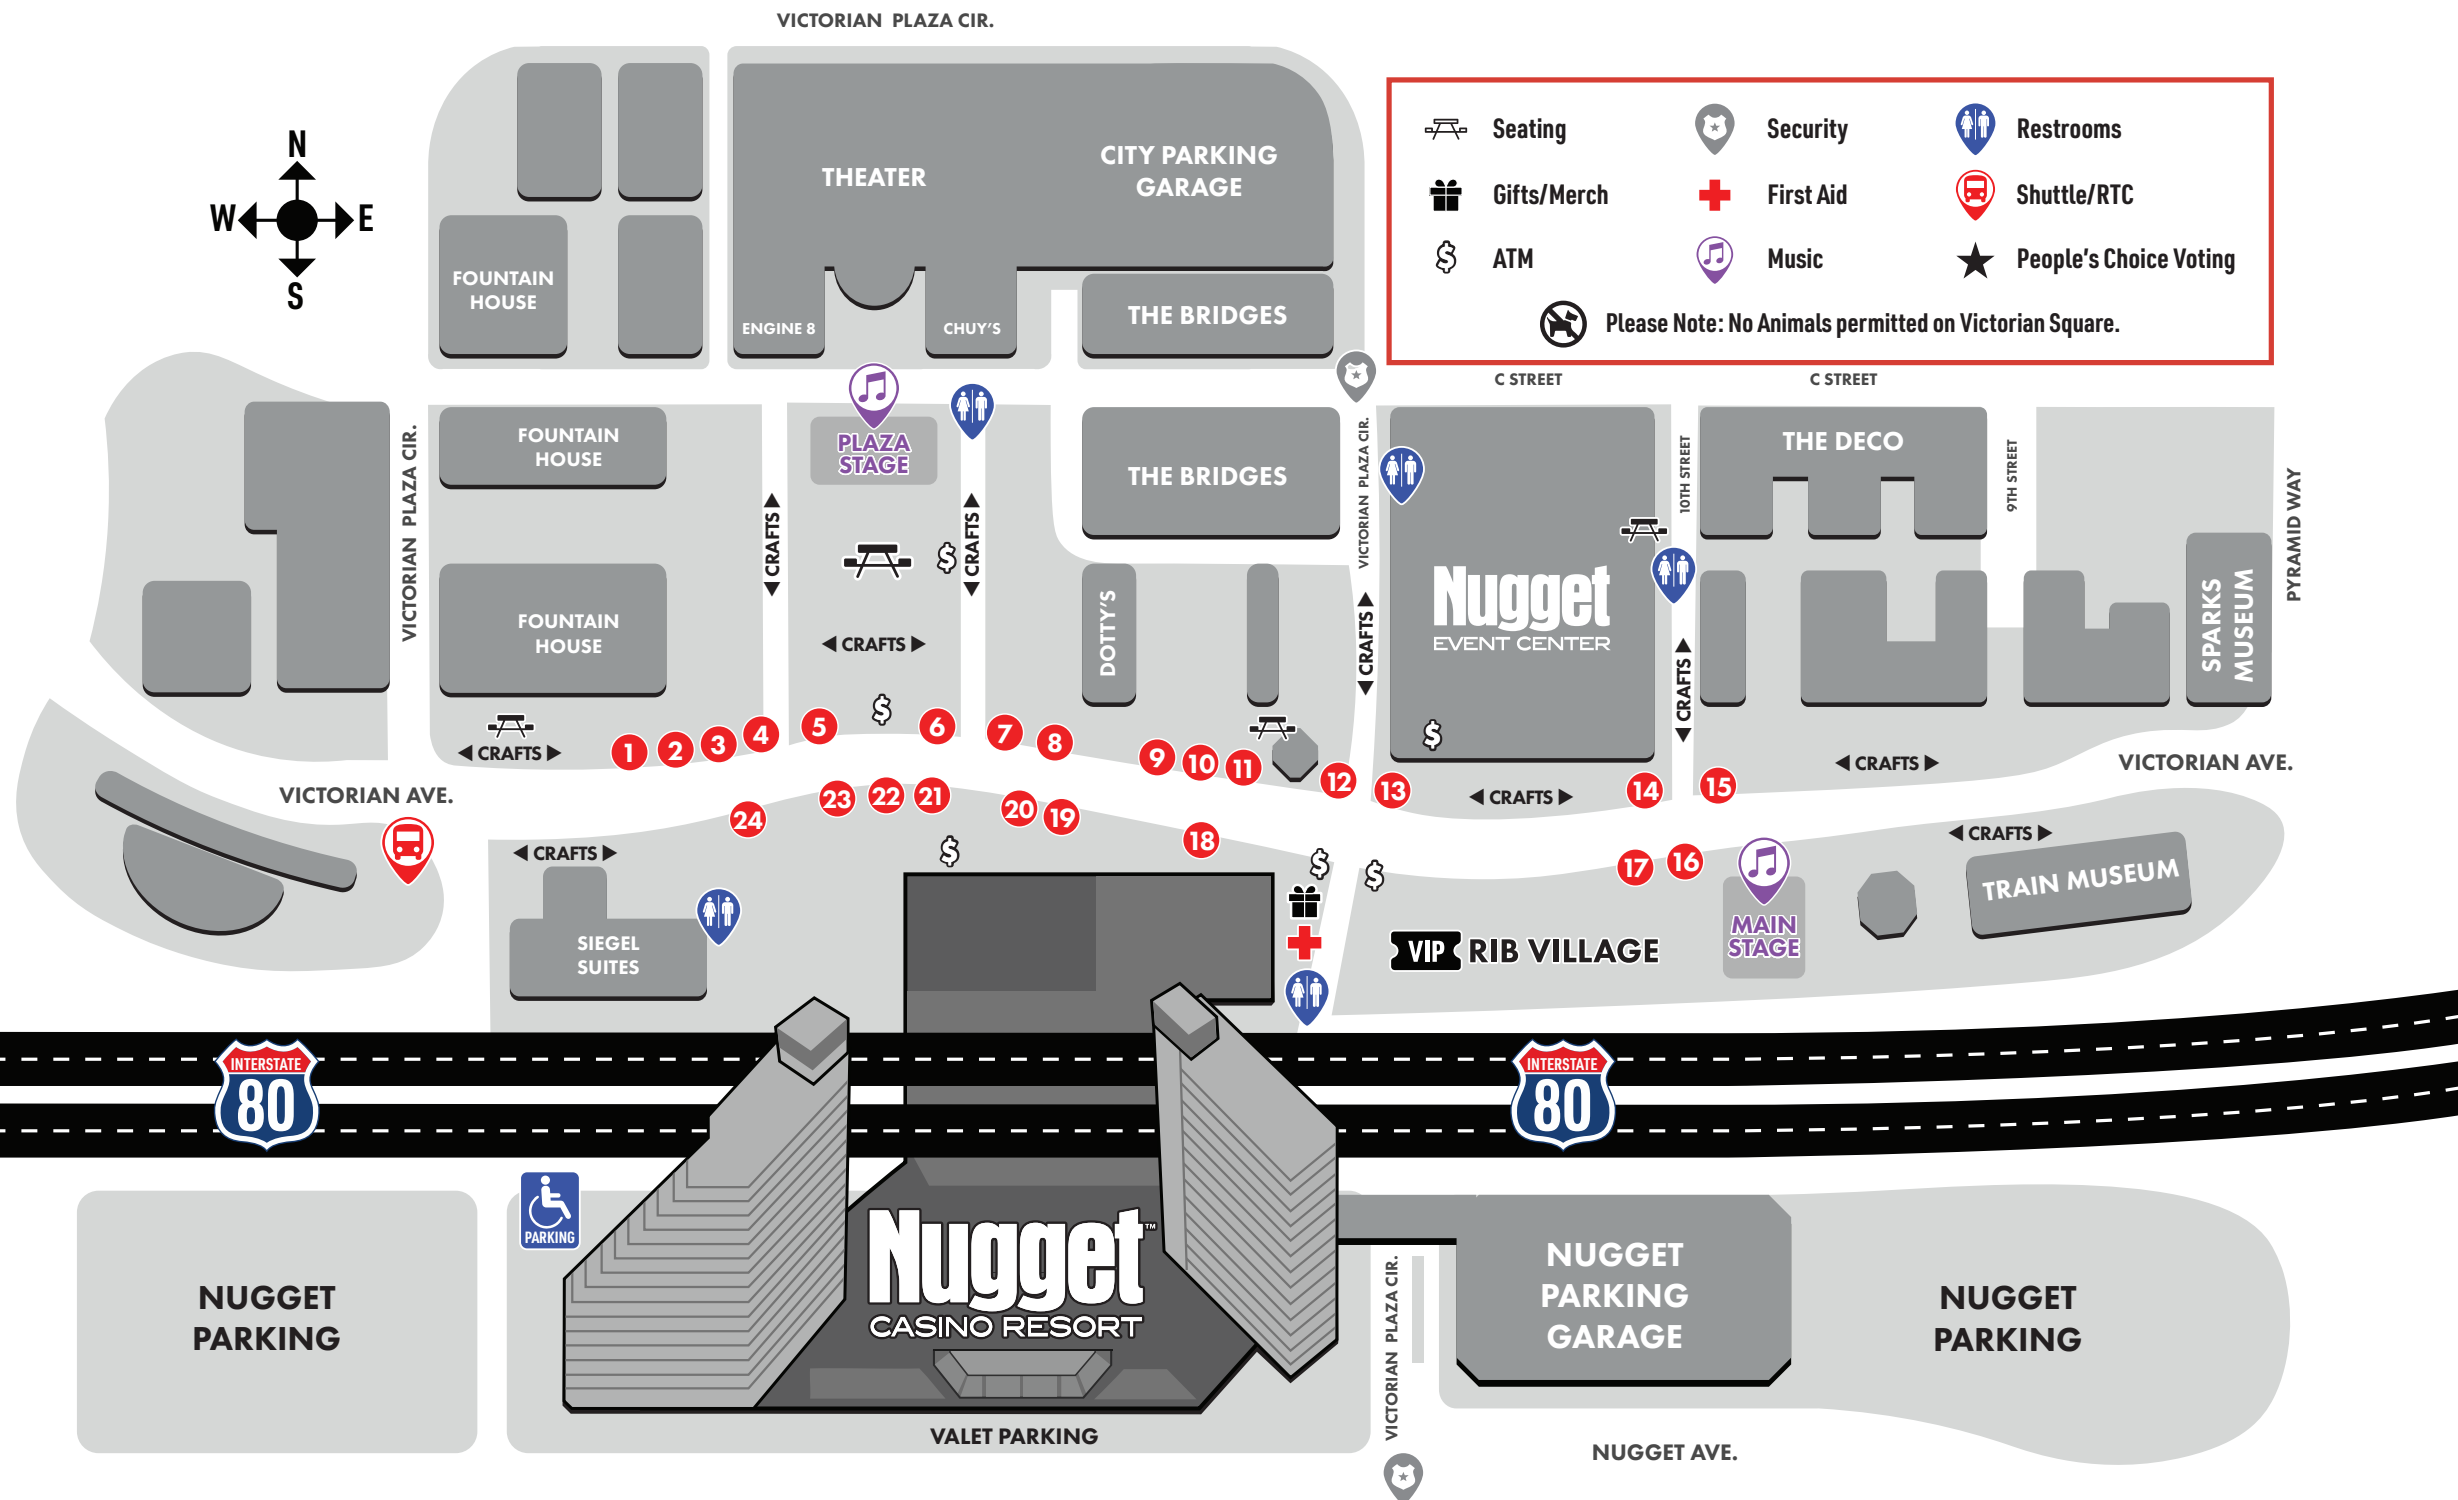 VICTORIAN PLAZA CIR.
N
W E
S
THEATER
CITY PARKING
GARAGE
FOUNTAIN
HOUSE
ENGINE 8
CHUY'S
THE BRIDGES
Seating
Security
Restrooms
Gifts/Merch
First Aid
Shuttle/RTC
$ ATM
Music
People's Choice Voting
Please Note: No Animals permitted on Victorian Square.
C STREET
C STREET
VICTORIAN PLAZA CIR.
FOUNTAIN
HOUSE
PLAZA
STAGE
THE BRIDGES
VICTORIAN PLAZA CIR.
10TH STREET
THE DECO
9TH STREET
PYRAMID WAY
CRAFTS
$
CRAFTS
FOUNTAIN
HOUSE
CRAFTS
DOTTY'S
CRAFTS
Nugget
EVENT CENTER
CRAFTS
SPARKS
MUSEUM
$
$
CRAFTS
1
2
3
4
5
6
7
8
9
10
11
12
13
CRAFTS
14
15
CRAFTS
VICTORIAN AVE.
VICTORIAN AVE.
24
23
22
21
20
19
18
17
16
CRAFTS
CRAFTS
$
$
$
SIEGEL
SUITES
VIP RIB VILLAGE
MAIN
STAGE
TRAIN MUSEUM
INTERSTATE
80
INTERSTATE
80
PARKING
NUGGET
PARKING
Nugget™
CASINO RESORT
VALET PARKING
VICTORIAN PLAZA CIR.
NUGGET
PARKING
GARAGE
NUGGET
PARKING
NUGGET AVE.